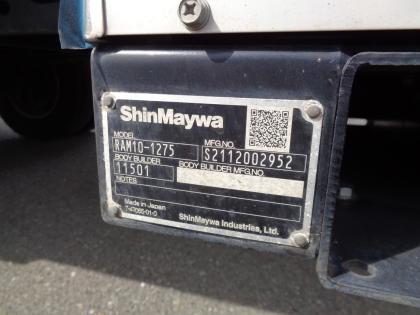 ShinMaywa
MODEL MFG.NO.
RAM10-1275 S2112002952
BODY BUILDER BODY BUILDER MFG.NO.
11501
NOTES
Made in Japan
ShinMaywa Industries, Ltd.